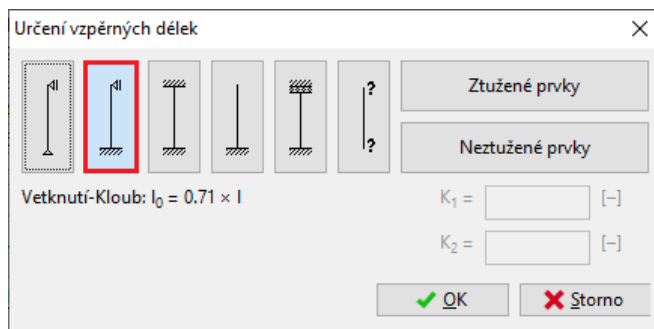 Určení vzpěrných délek
?
?
Ztužené prvky
Neztužené prvky
Vetknutí-Kloub: l₀ = 0.71 × l
K₁ = [–]
K₂ = [–]
OK
Storno